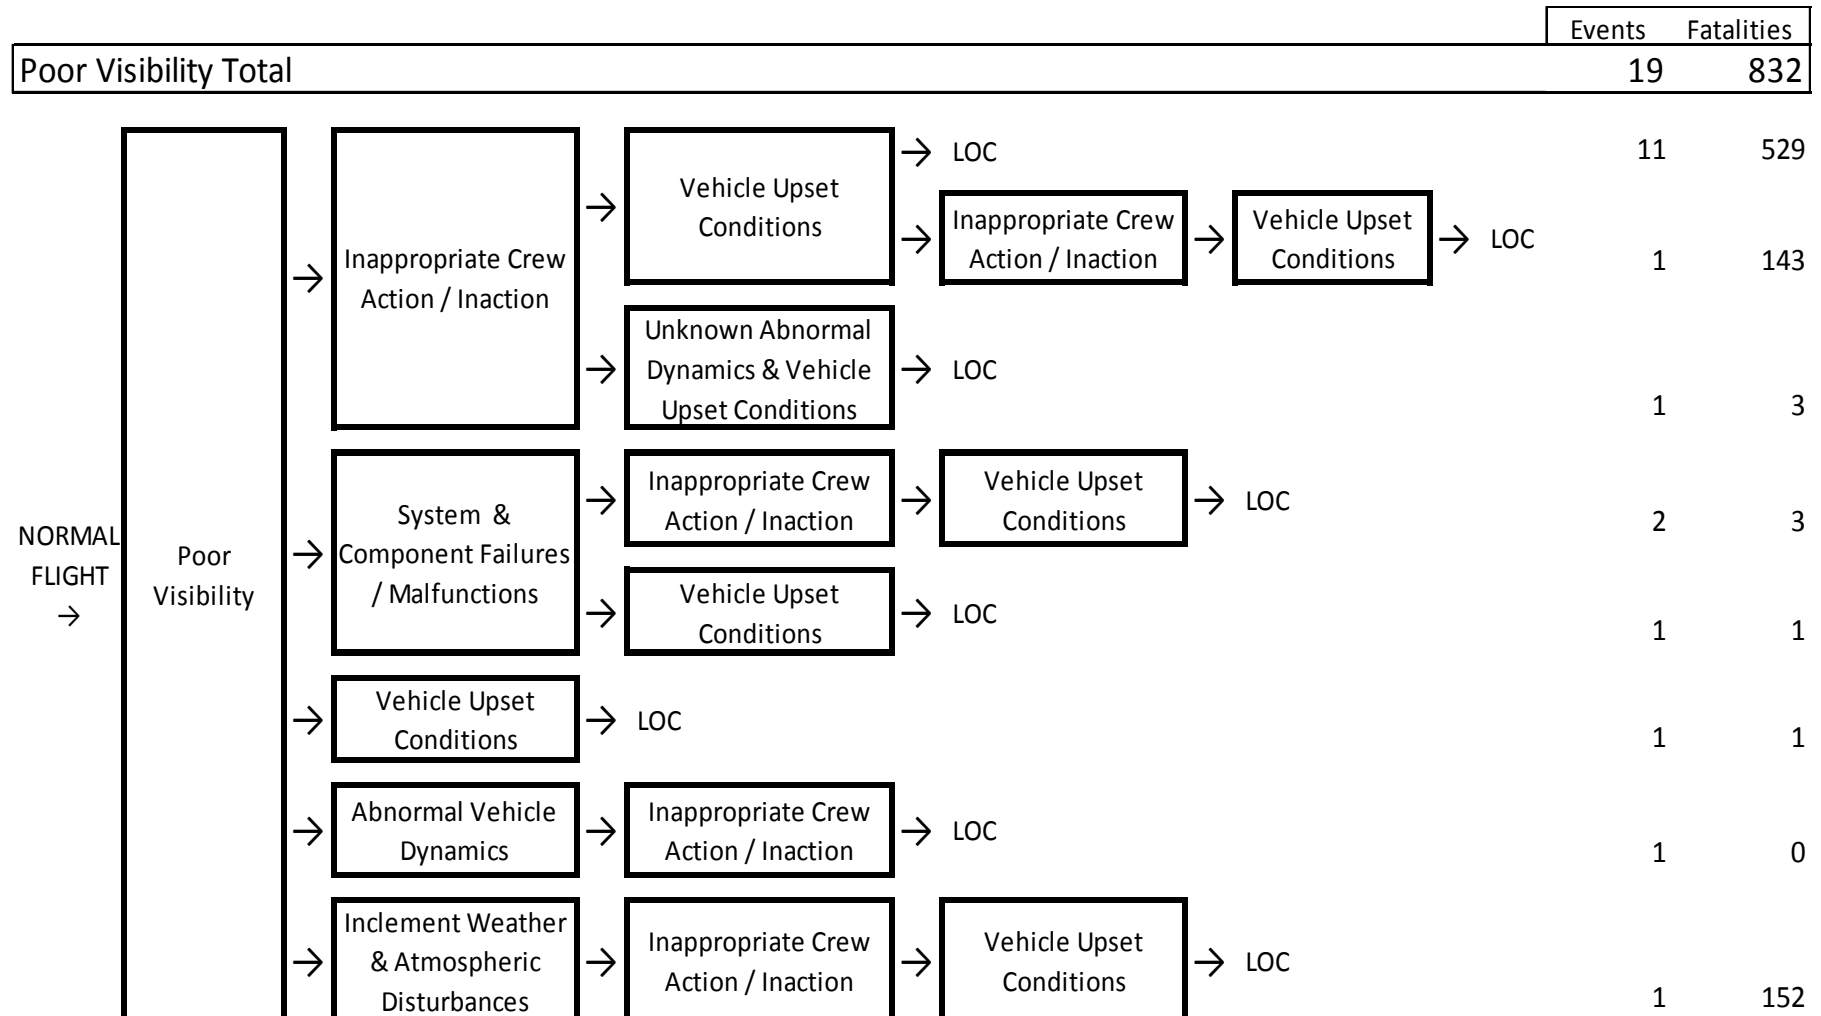 Events Fatalities
Poor Visibility Total 19 832
→ LOC 11 529
Vehicle Upset
Conditions
→
→ Inappropriate Crew
Action / Inaction
→ Vehicle Upset
Conditions
→ LOC
1 143
Inappropriate Crew
Action / Inaction
→
Unknown Abnormal
Dynamics & Vehicle
Upset Conditions
→
→ LOC
1 3
System &
Component Failures
/ Malfunctions
→
→ Inappropriate Crew
Action / Inaction
→ Vehicle Upset
Conditions
→ LOC
2 3
NORMAL
FLIGHT
→
Poor
Visibility
→ Vehicle Upset
Conditions
→ LOC
1 1
→ Vehicle Upset
Conditions
→ LOC
1 1
→ Abnormal Vehicle
Dynamics
→ Inappropriate Crew
Action / Inaction
→ LOC
1 0
→ Inclement Weather
& Atmospheric
Disturbances
→ Inappropriate Crew
Action / Inaction
→ Vehicle Upset
Conditions
→ LOC
1 152